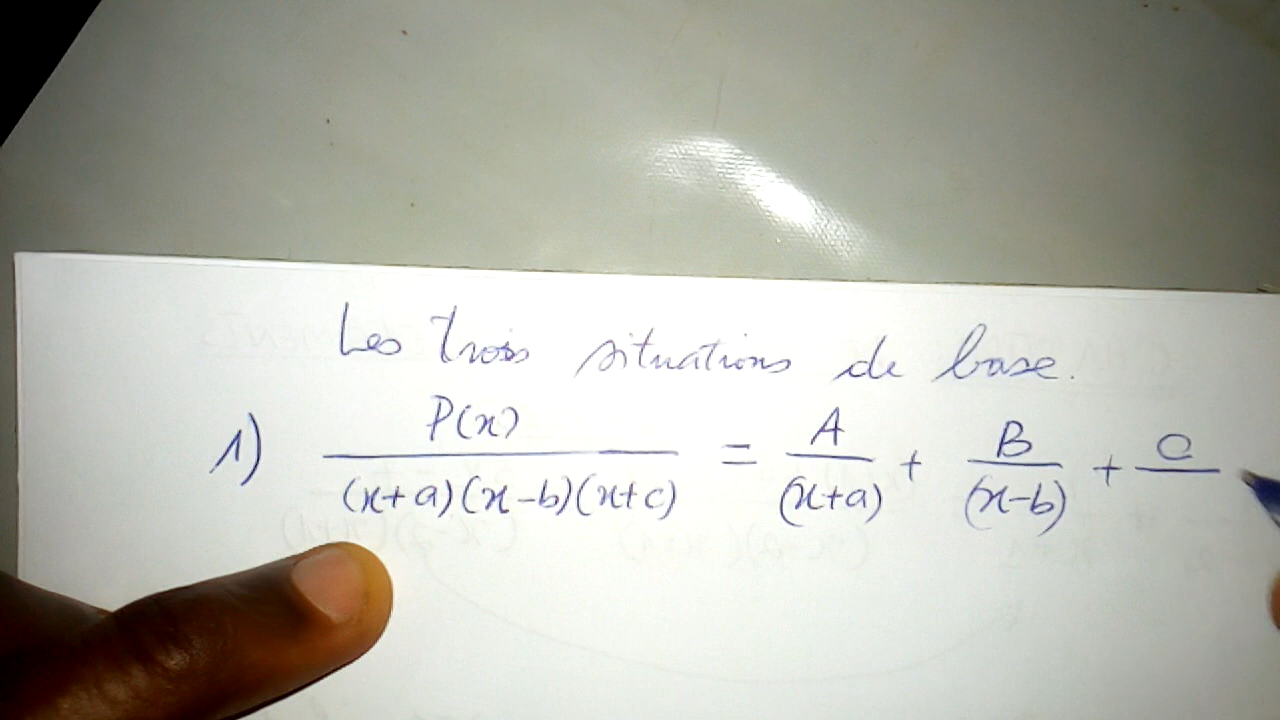 Les trois situations de base.
1) P(x) / (x+a)(x-b)(x+c) = A / (x+a) + B / (x-b) + C /